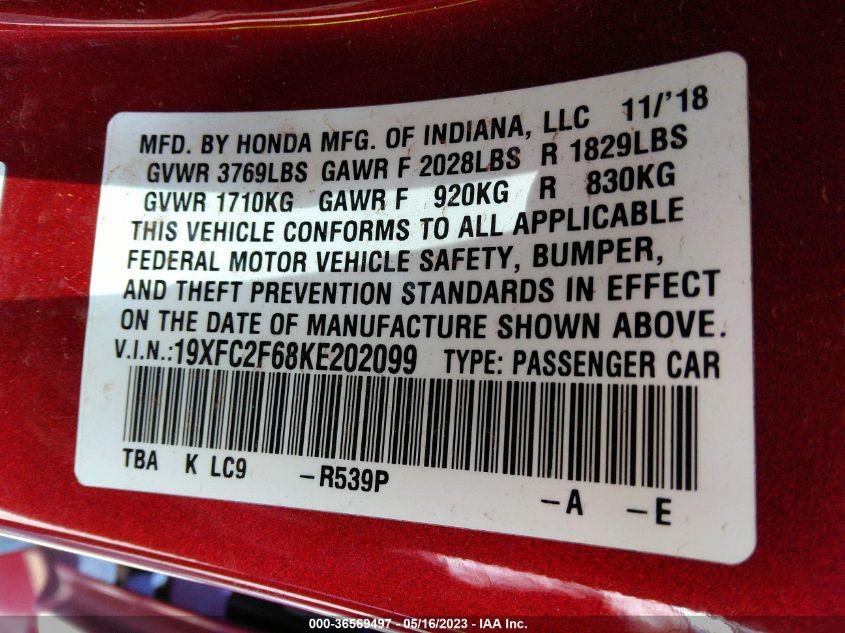 MFD. BY HONDA MFG. OF INDIANA, LLC 11/'18
GVWR 3769LBS GAWR F 2028LBS R 1829LBS
GVWR 1710KG GAWR F 920KG R 830KG
THIS VEHICLE CONFORMS TO ALL APPLICABLE
FEDERAL MOTOR VEHICLE SAFETY, BUMPER,
AND THEFT PREVENTION STANDARDS IN EFFECT
ON THE DATE OF MANUFACTURE SHOWN ABOVE.
V.I.N.:19XFC2F68KE202099 TYPE: PASSENGER CAR
TBA K LC9 -R539P -A -E
000-36569497 - 05/16/2023 - IAA Inc.